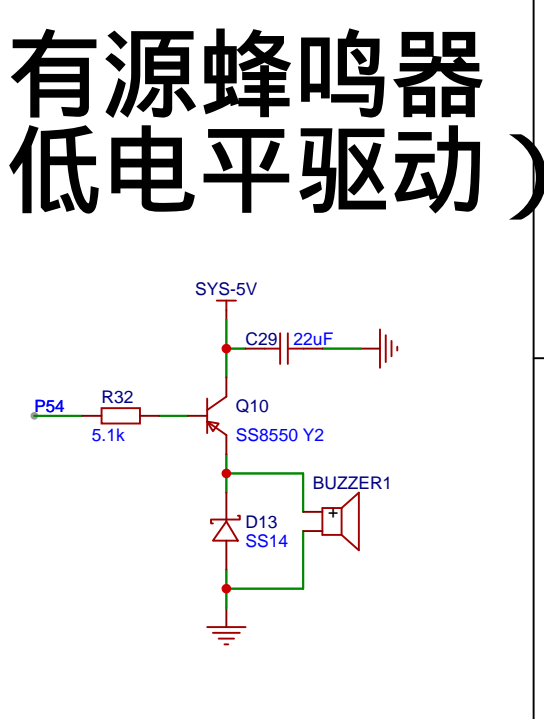 有源蜂鸣器
低电平驱动）
SYS-5V
C29 22uF
P54
R32
5.1k
Q10
SS8550 Y2
BUZZER1
+
D13
SS14